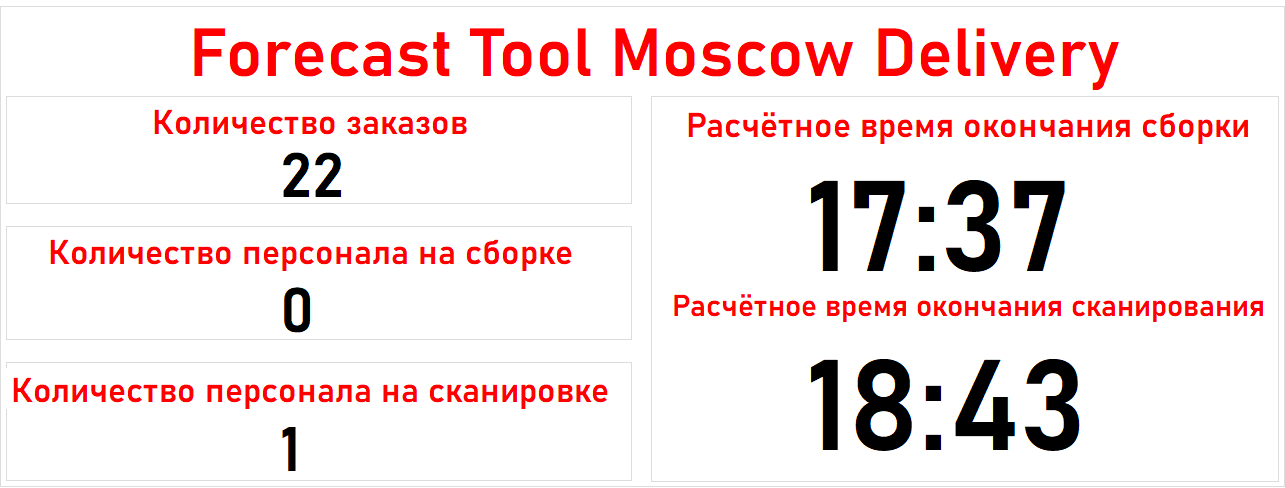 Forecast Tool Moscow Delivery
Количество заказов
22
Количество персонала на сборке
0
Количество персонала на сканировке
1
Расчётное время окончания сборки
17:37
Расчётное время окончания сканирования
18:43